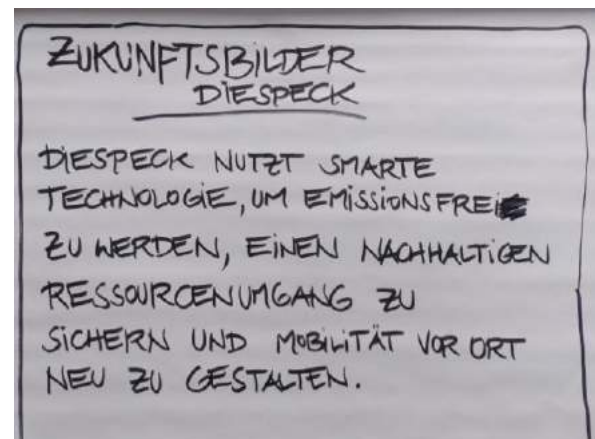 ZUKUNFTSBILDER
DIESPECK
DIESPECK NUTZT SMARTE
TECHNOLOGIE, UM EMISSIONSFREI
ZU WERDEN, EINEN NACHHALTIGEN
RESSOURCENUMGANG ZU
SICHERN UND MOBILITÄT VOR ORT
NEU ZU GESTALTEN.